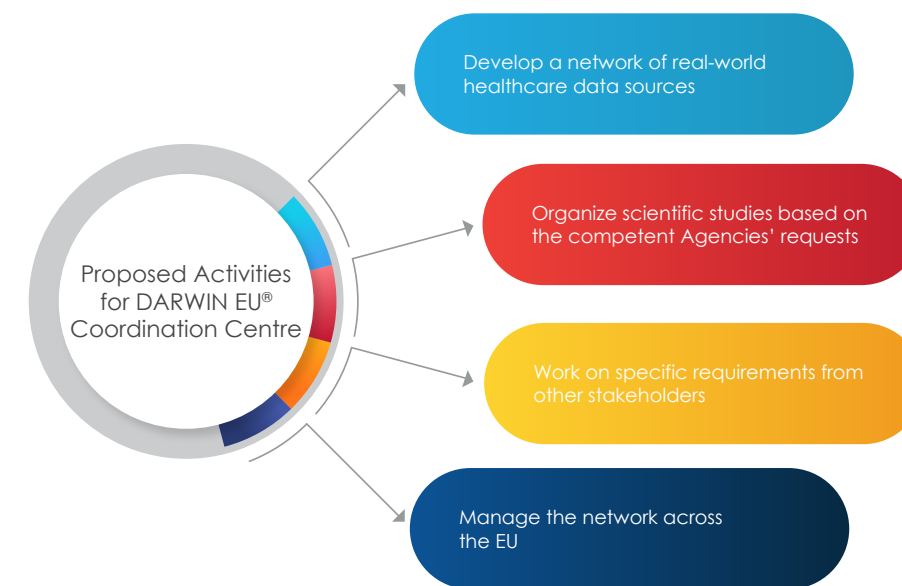 Develop a network of real-world
healthcare data sources
Organize scientific studies based on
the competent Agencies’ requests
Proposed Activities
for DARWIN EU®
Coordination Centre
Work on specific requirements from
other stakeholders
Manage the network across
the EU